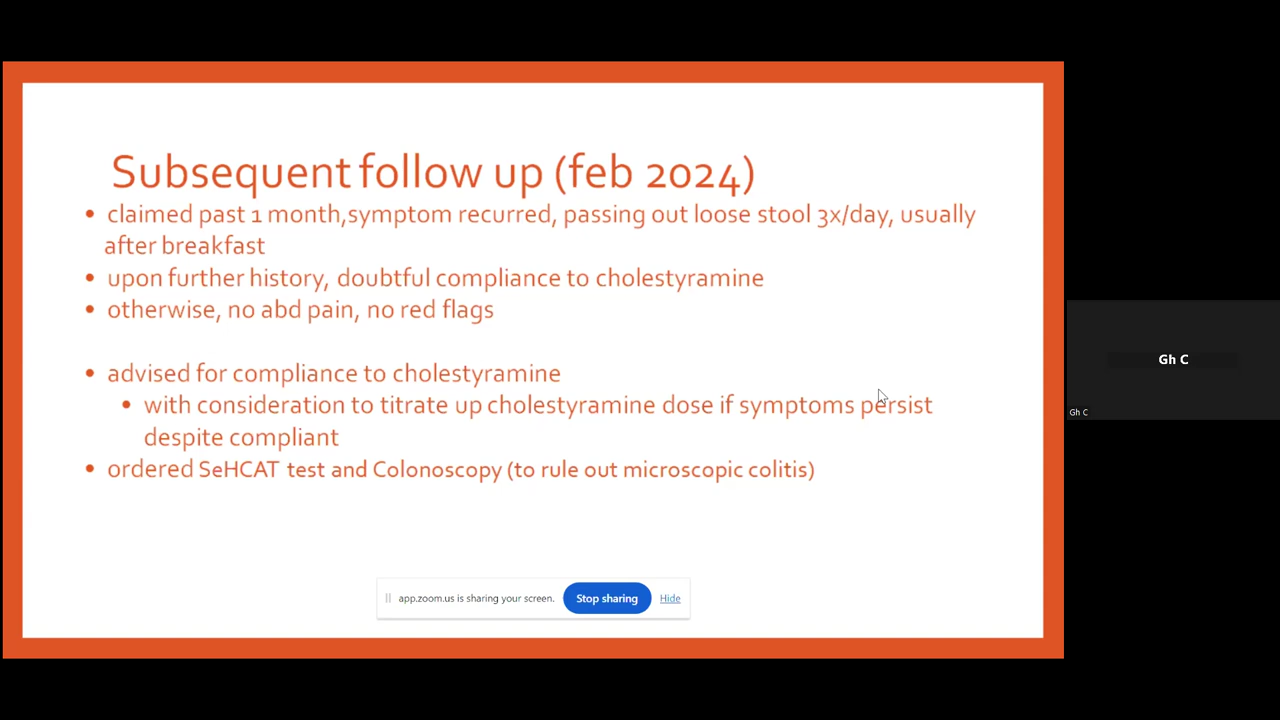 Subsequent follow up (feb 2024)
• claimed past 1 month,symptom recurred, passing out loose stool 3x/day, usually
after breakfast
• upon further history, doubtful compliance to cholestyramine
• otherwise, no abd pain, no red flags
• advised for compliance to cholestyramine
• with consideration to titrate up cholestyramine dose if symptoms persist
despite compliant
• ordered SeHCAT test and Colonoscopy (to rule out microscopic colitis)
Gh C
Gh C
app.zoom.us is sharing your screen. Stop sharing Hide